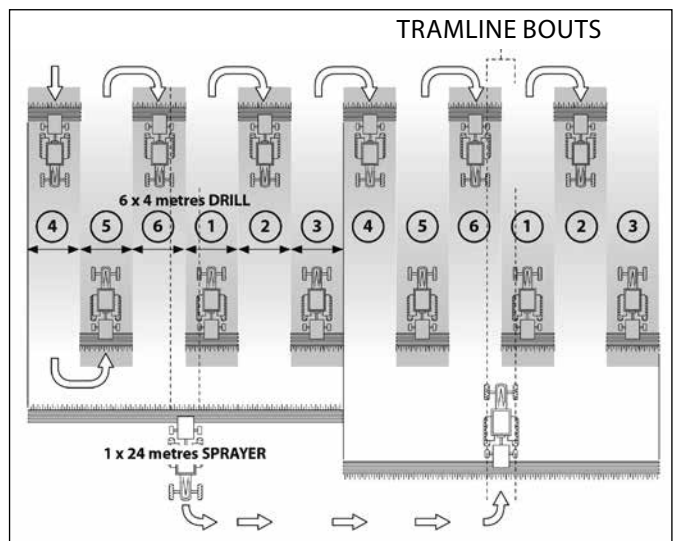 TRAMLINE BOUTS
6 x 4 metres DRILL
4 5 6 1 2 3 4 5 6 1 2 3
1 x 24 metres SPRAYER